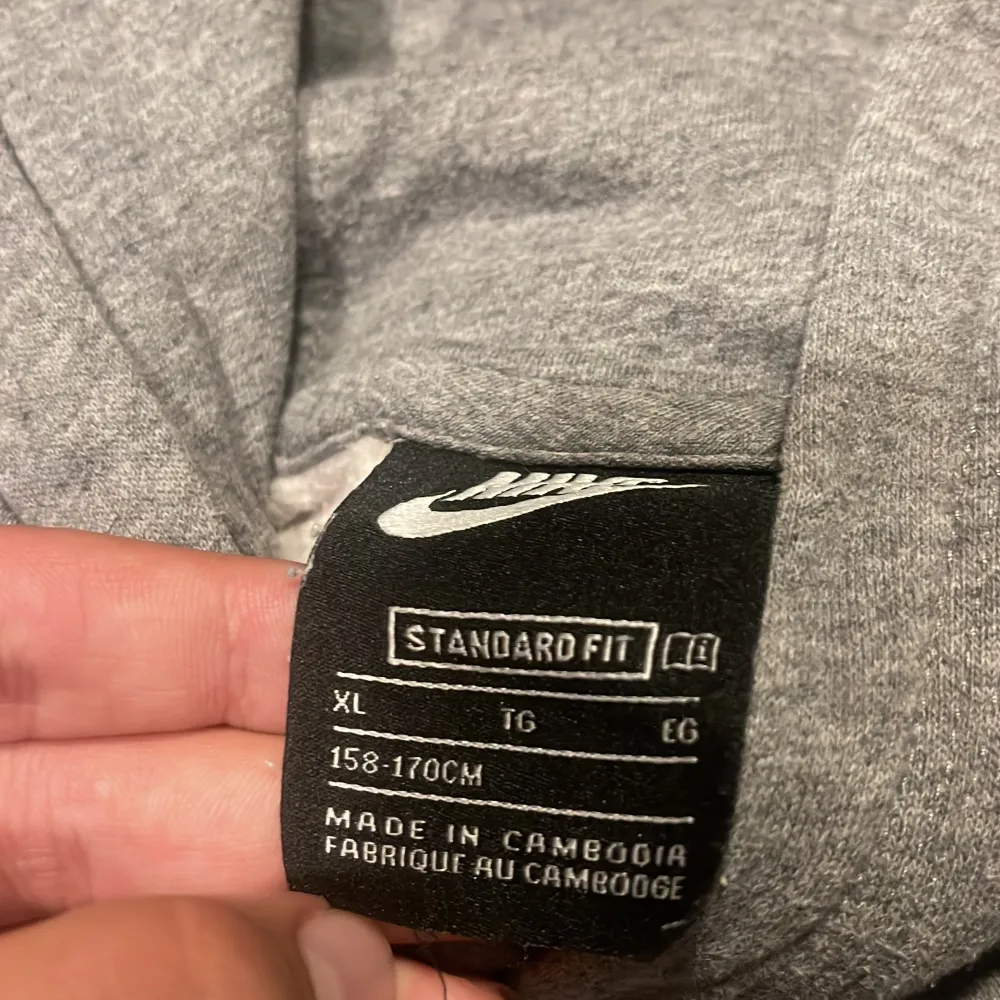 NIKE
STANDARD FIT
XL TG EG
158-170CM
MADE IN CAMBODIA
FABRIQUE AU CAMBODGE